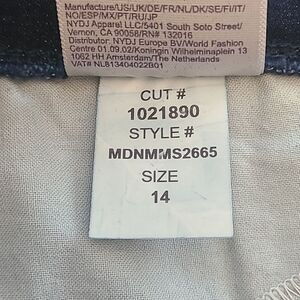 Manufacture/US/UK/DE/FR/NL/DK/SE/FI/IT
NO/ESP/MX/PT/RU/JP
NYDJ Apparel LLC/5401 South Soto Street/
Vernon, CA 90058/RN# 132016
Distributor, NYDJ Europe BV/World Fashion
Centre 01.09.02/Koningin Wilhelminaplein 13
1062 HH Amsterdam/The Netherlands
VAT# NL813404022B01
CUT #
1021890
STYLE #
MDNMMS2665
SIZE
14